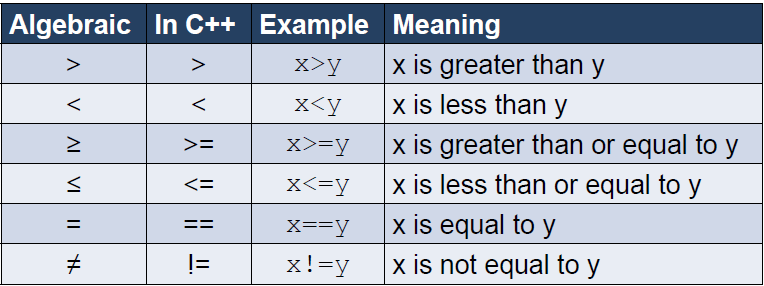 Algebraic In C++ Example Meaning
> > x>y x is greater than y
< < x<y x is less than y
≥ >= x>=y x is greater than or equal to y
≤ <= x<=y x is less than or equal to y
= == x==y x is equal to y
≠ != x!=y x is not equal to y